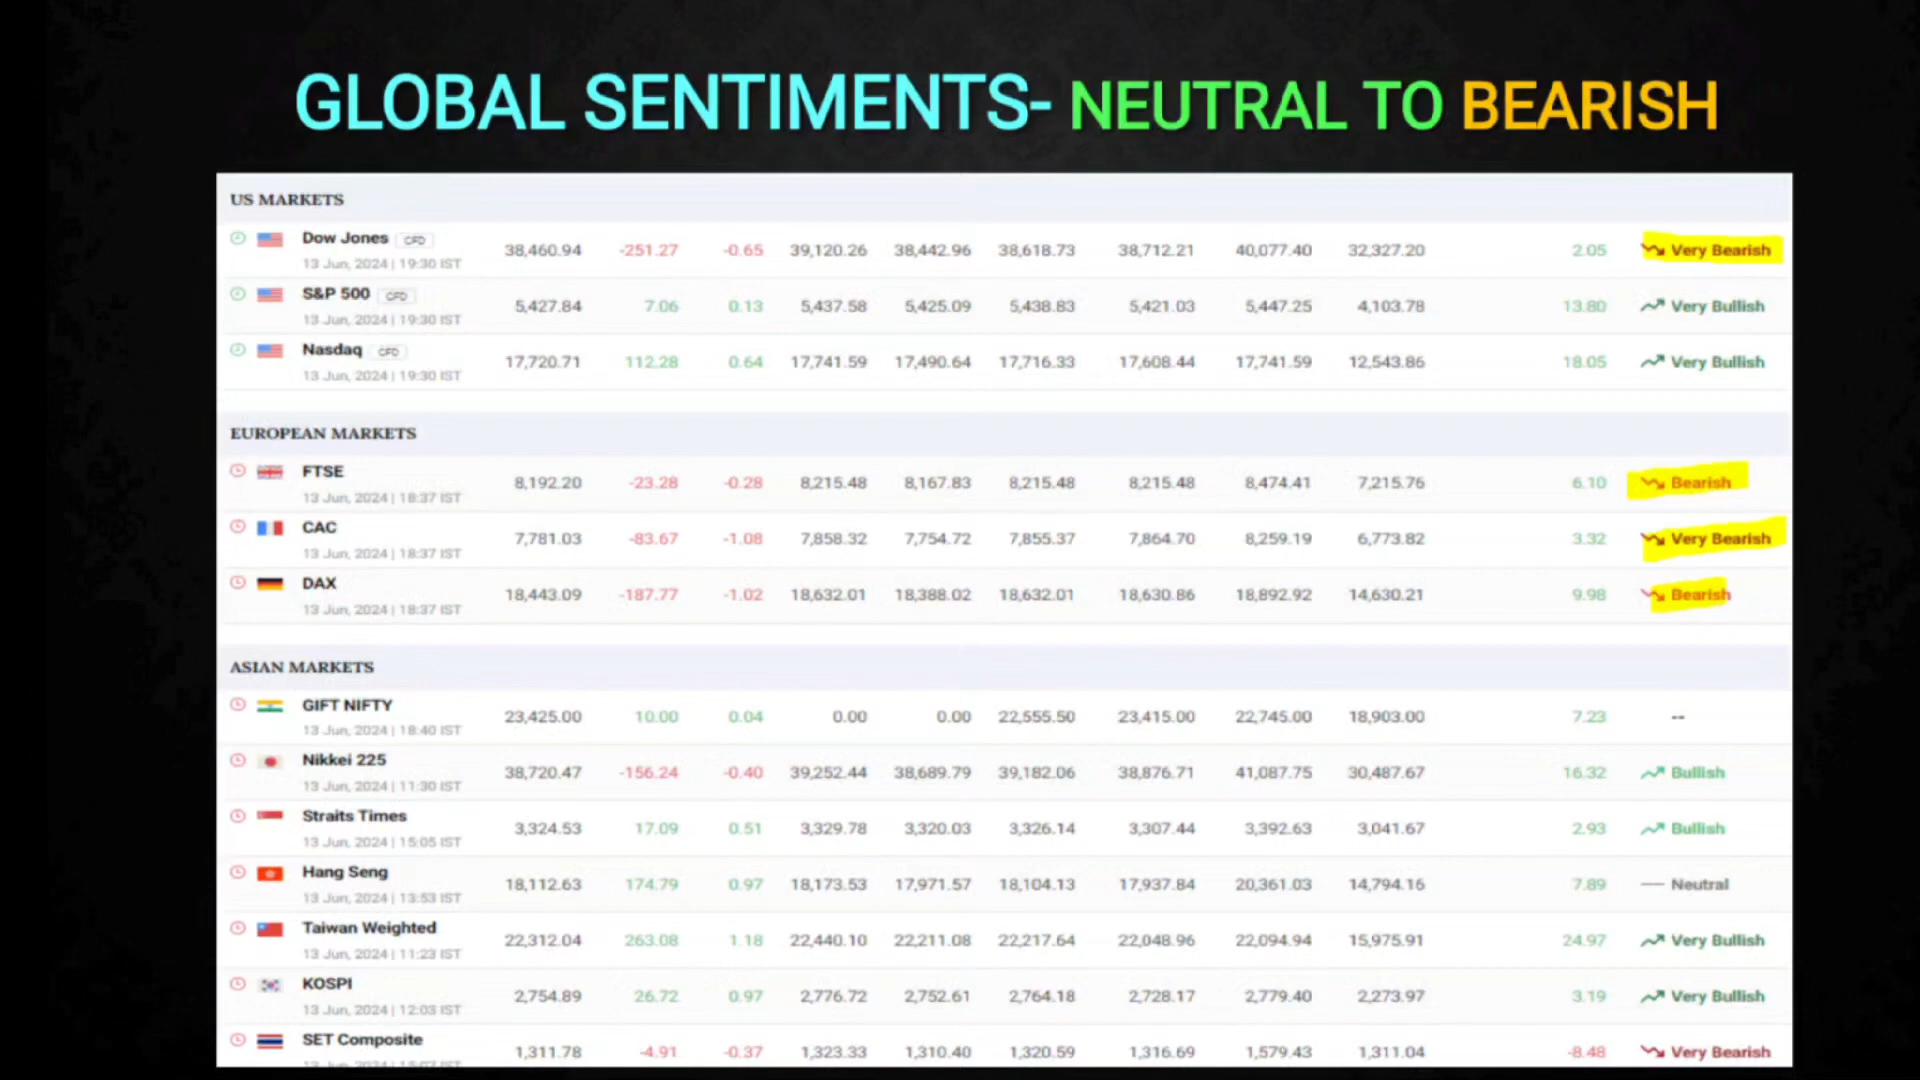 GLOBAL SENTIMENTS- NEUTRAL TO BEARISH
US MARKETS
Dow Jones CFD
38,460.94 -251.27 -0.65 39,120.26 38,442.96 38,618.73 38,712.21 40,077.40 32,327.20 2.05 Very Bearish
13 Jun, 2024 | 19:30 IST
S&P 500 CFD
5,427.84 7.06 0.13 5,437.58 5,425.09 5,438.83 5,421.03 5,447.25 4,103.78 13.80 Very Bullish
13 Jun, 2024 | 19:30 IST
Nasdaq CFD
17,720.71 112.28 0.64 17,741.59 17,490.64 17,716.33 17,608.44 17,741.59 12,543.86 18.05 Very Bullish
13 Jun, 2024 | 19:30 IST
EUROPEAN MARKETS
FTSE
8,192.20 -23.28 -0.28 8,215.48 8,167.83 8,215.48 8,215.48 8,474.41 7,215.76 6.10 Bearish
13 Jun, 2024 | 18:37 IST
CAC
7,781.03 -83.67 -1.08 7,858.32 7,754.72 7,855.37 7,864.70 8,259.19 6,773.82 3.32 Very Bearish
13 Jun, 2024 | 18:37 IST
DAX
18,443.09 -187.77 -1.02 18,632.01 18,388.02 18,632.01 18,630.86 18,892.92 14,630.21 9.98 Bearish
13 Jun, 2024 | 18:37 IST
ASIAN MARKETS
GIFT NIFTY
23,425.00 10.00 0.04 0.00 0.00 22,555.50 23,415.00 22,745.00 18,903.00 7.23 --
13 Jun, 2024 | 18:40 IST
Nikkei 225
38,720.47 -156.24 -0.40 39,252.44 38,689.79 39,182.06 38,876.71 41,087.75 30,487.67 16.32 Bullish
13 Jun, 2024 | 11:30 IST
Straits Times
3,324.53 17.09 0.51 3,329.78 3,320.03 3,326.14 3,307.44 3,392.63 3,041.67 2.93 Bullish
13 Jun, 2024 | 15:05 IST
Hang Seng
18,112.63 174.79 0.97 18,173.53 17,971.57 18,104.13 17,937.84 20,361.03 14,794.16 7.89 Neutral
13 Jun, 2024 | 13:53 IST
Taiwan Weighted
22,312.04 263.08 1.18 22,440.10 22,211.08 22,217.64 22,048.96 22,094.94 15,975.91 24.97 Very Bullish
13 Jun, 2024 | 11:23 IST
KOSPI
2,754.89 26.72 0.97 2,776.72 2,752.61 2,764.18 2,728.17 2,779.40 2,273.97 3.19 Very Bullish
13 Jun, 2024 | 12:03 IST
SET Composite
1,311.78 -4.91 -0.37 1,323.33 1,310.40 1,320.59 1,316.69 1,579.43 1,311.04 -8.48 Very Bearish